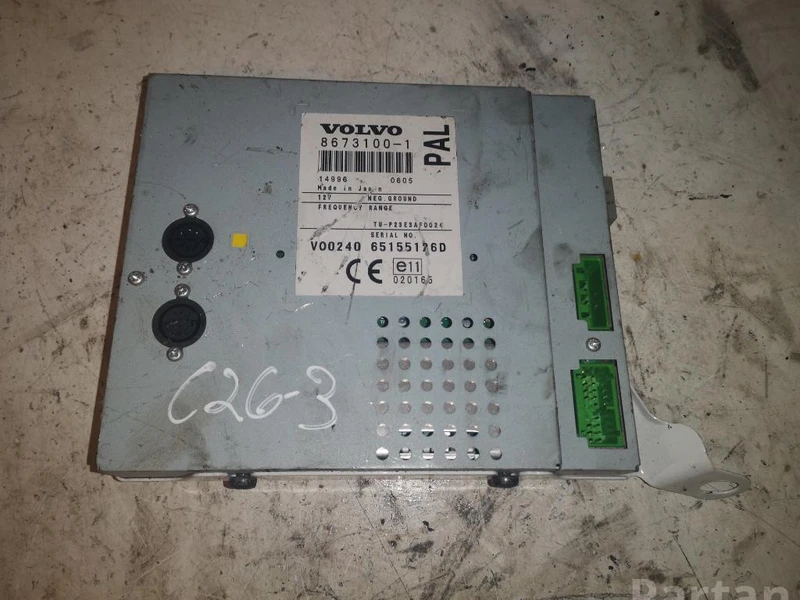 VOLVO
PAL
8673100-1
14996 0605
Made in Japan
12V NEG.GROUND
FREQUENCY RANGE
SERIAL NO.
V00240 65155126D
CE e11
020165
C26-3
Partan